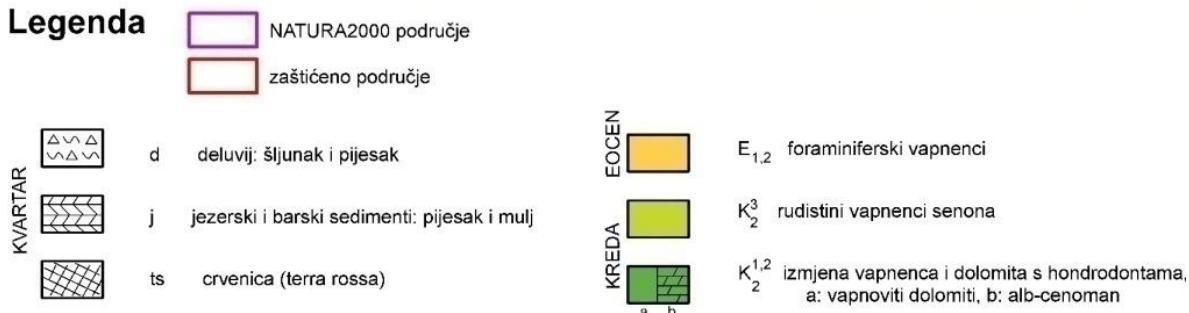 Legenda
NATURA2000 područje
zaštićeno područje
KVARTAR
d deluvij: šljunak i pijesak
j jezerski i barski sedimenti: pijesak i mulj
ts crvenica (terra rossa)
EOCEN
E1,2 foraminiferski vapnenci
KREDA
K 3 2 rudistini vapnenci senona
K 1,2 2 izmjena vapnenca i dolomita s hondrodontama,
a: vapnoviti dolomiti, b: alb-cenoman
a b